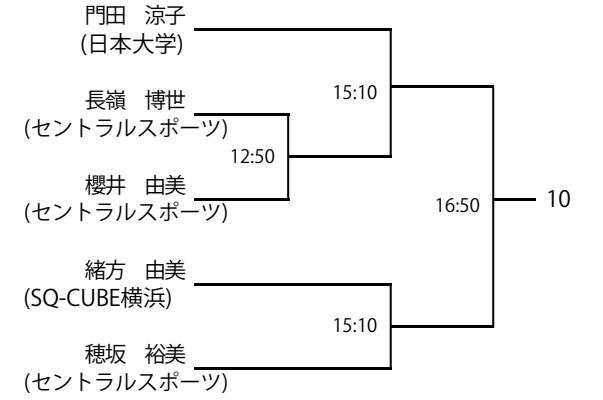 門田　涼子
(日本大学)
15:10
長嶺　博世
(セントラルスポーツ)
12:50
櫻井　由美
(セントラルスポーツ)
16:50
10
緒方　由美
(SQ-CUBE横浜)
15:10
穂坂　裕美
(セントラルスポーツ)